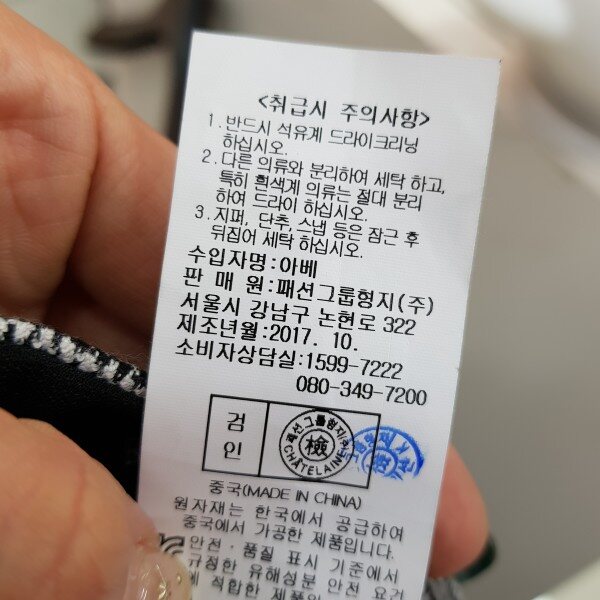 <취급시 주의사항>
1. 반드시 석유계 드라이크리닝
하십시오.
2. 다른 의류와 분리하여 세탁 하고,
특히 흰색계 의류는 절대 분리
하여 드라이 하십시오.
3. 지퍼, 단추, 스냅 등은 잠근 후
뒤집어 세탁 하십시오.
수입자명:아베
판 매 원:패션그룹형지(주)
서울시 강남구 논현로 322
제조년월:2017. 10.
소비자상담실:1599-7222
080-349-7200
검
인
패션그룹형지(주)
檢
CHATELAINE
중국(MADE IN CHINA)
원자재는 한국에서 공급하여
중국에서 가공한 제품입니다.
안전·품질 표시 기준에서
규정한 유해성분 안전 요건
에 적합한 제품